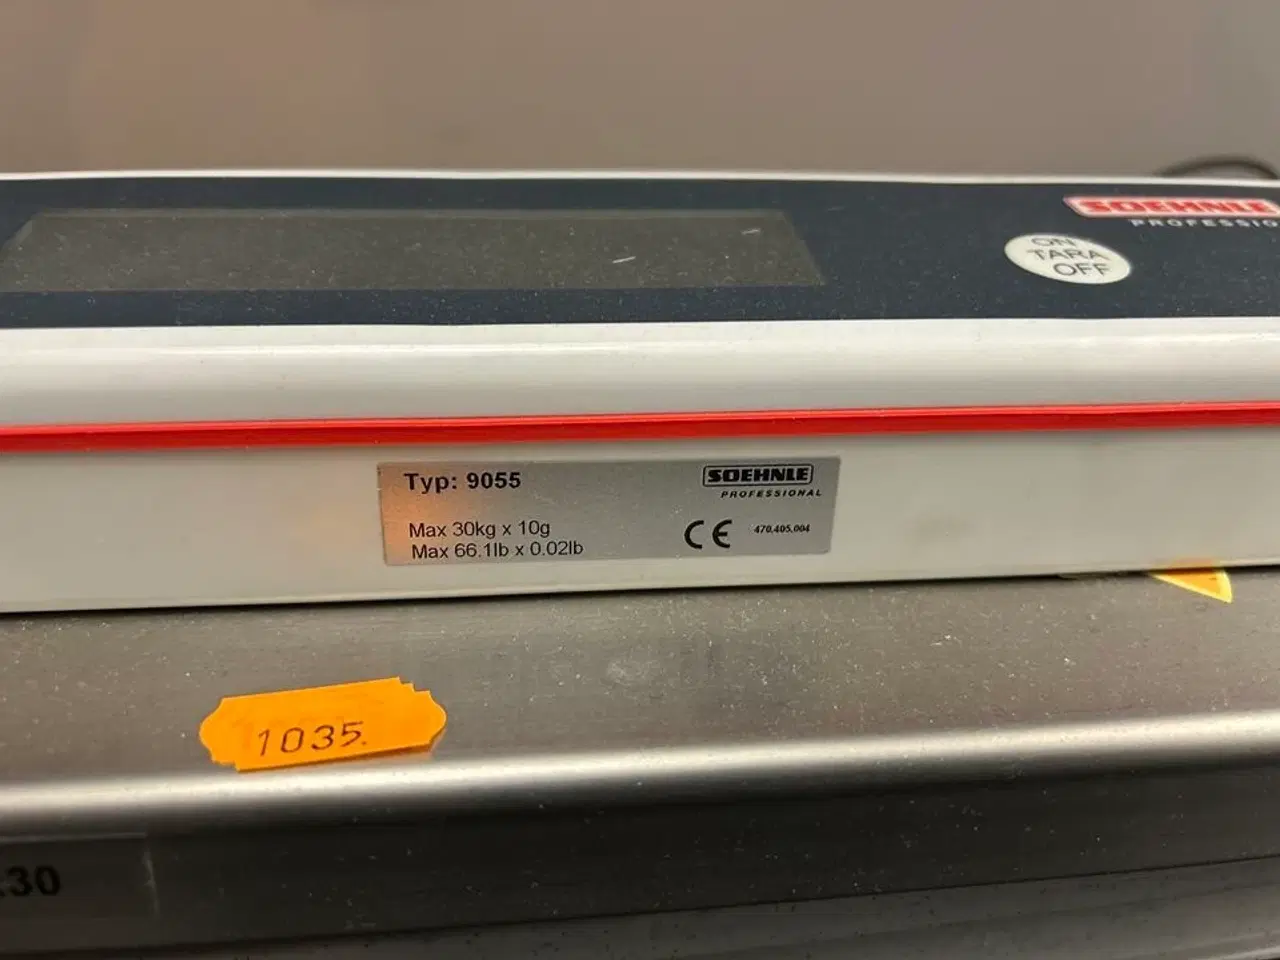 SOEHNLE
PROFESSIO
ON
TARA
OFF
Typ: 9055
SOEHNLE
PROFESSIONAL
Max 30kg x 10g
Max 66.1lb x 0.02lb
CE
470.405.004
1035.
:30